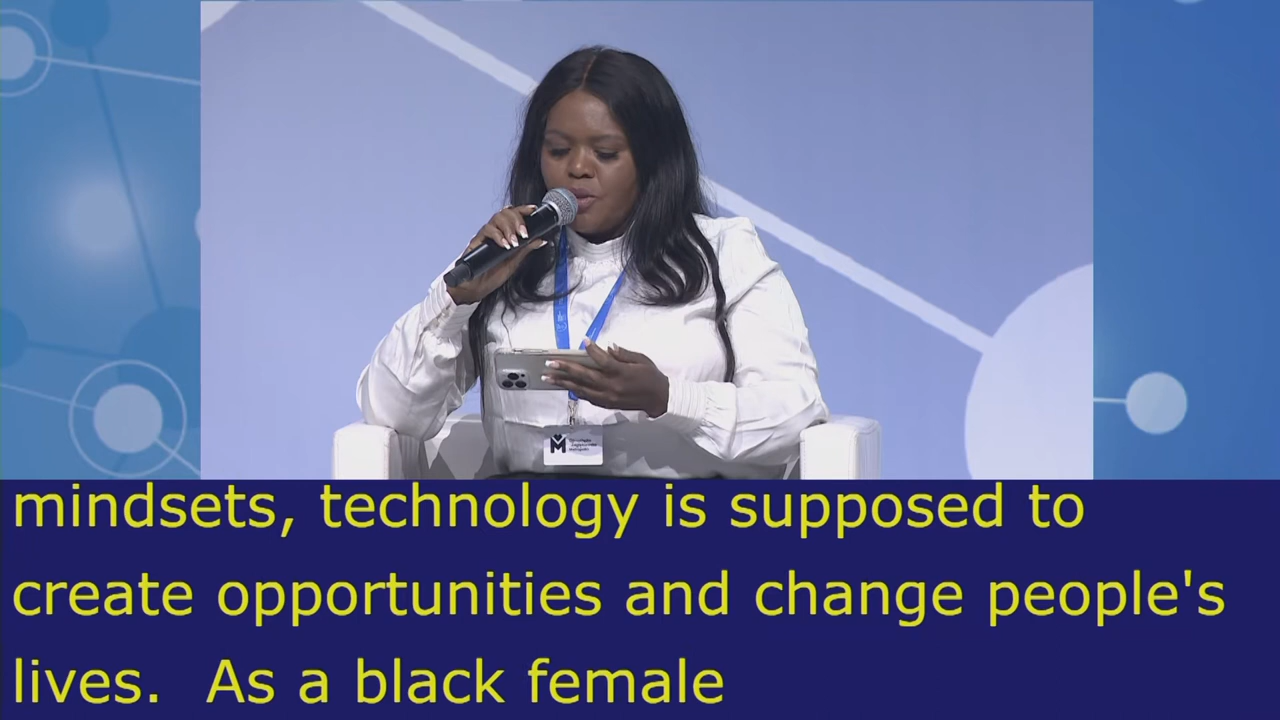 M
mindsets, technology is supposed to
create opportunities and change people's
lives.  As a black female